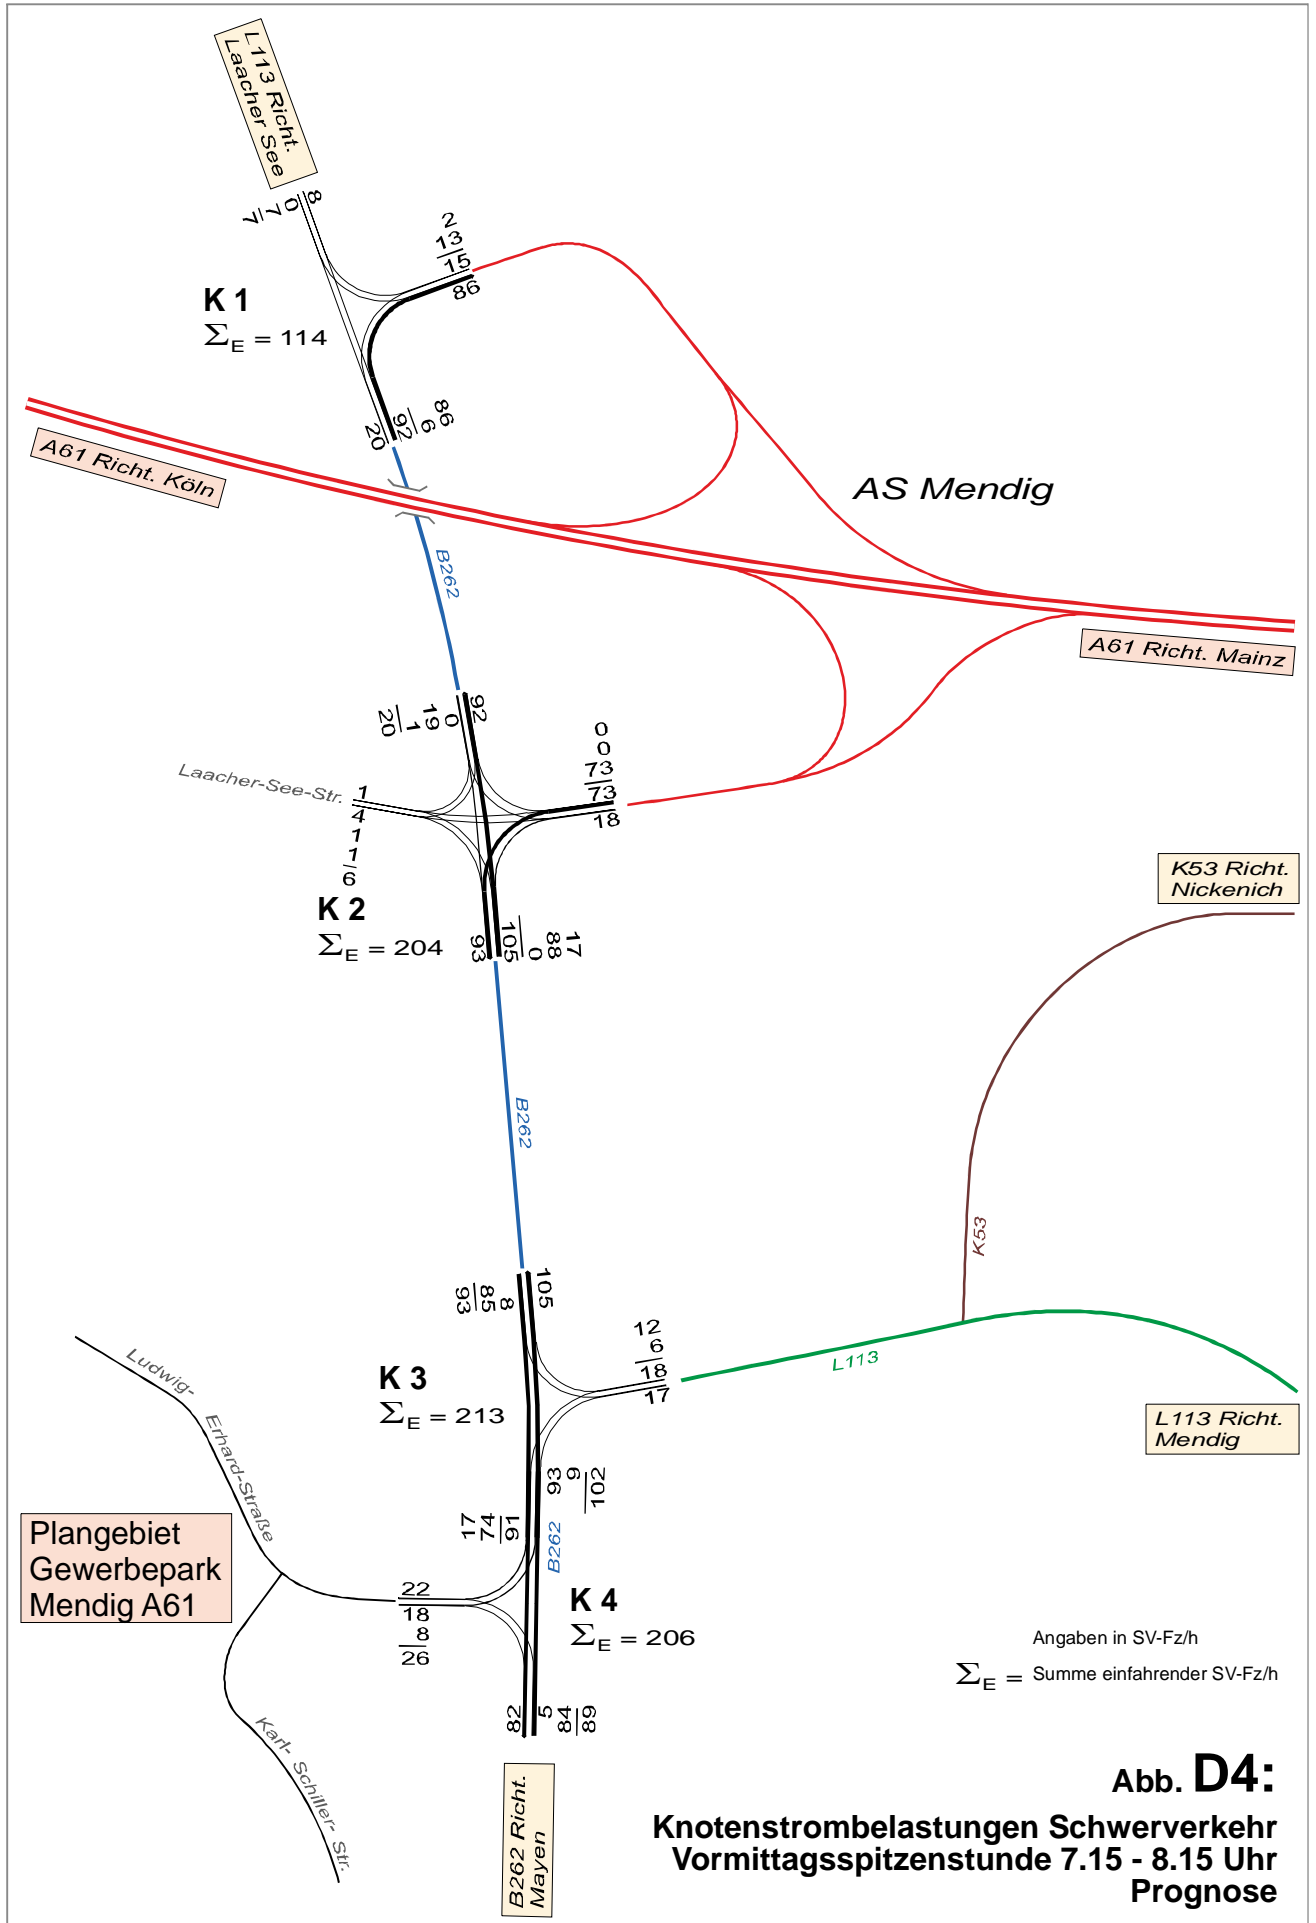 L113 Richt.
Laacher See
7
7
0
8
2
13
15
86
K 1
ΣE = 114
20
92
6
86
A61 Richt. Köln
AS Mendig
B262
A61 Richt. Mainz
20
1
19
0
92
0
0
73
73
18
Laacher-See-Str.
1
4
1
1
6
K 2
ΣE = 204
93
105
0
88
17
K53 Richt.
Nickenich
B262
K53
93
85
8
105
12
6
18
17
L113
K 3
ΣE = 213
L113 Richt.
Mendig
Ludwig-
Erhard-Straße
93
9
102
17
74
91
B262
Plangebiet
Gewerbepark
Mendig A61
22
18
8
26
K 4
ΣE = 206
Angaben in SV-Fz/h
ΣE = Summe einfahrender SV-Fz/h
82
5
84
89
Karl- Schiller- Str.
B262 Richt.
Mayen
Abb. D4:
Knotenstrombelastungen Schwerverkehr
Vormittagsspitzenstunde 7.15 - 8.15 Uhr
Prognose